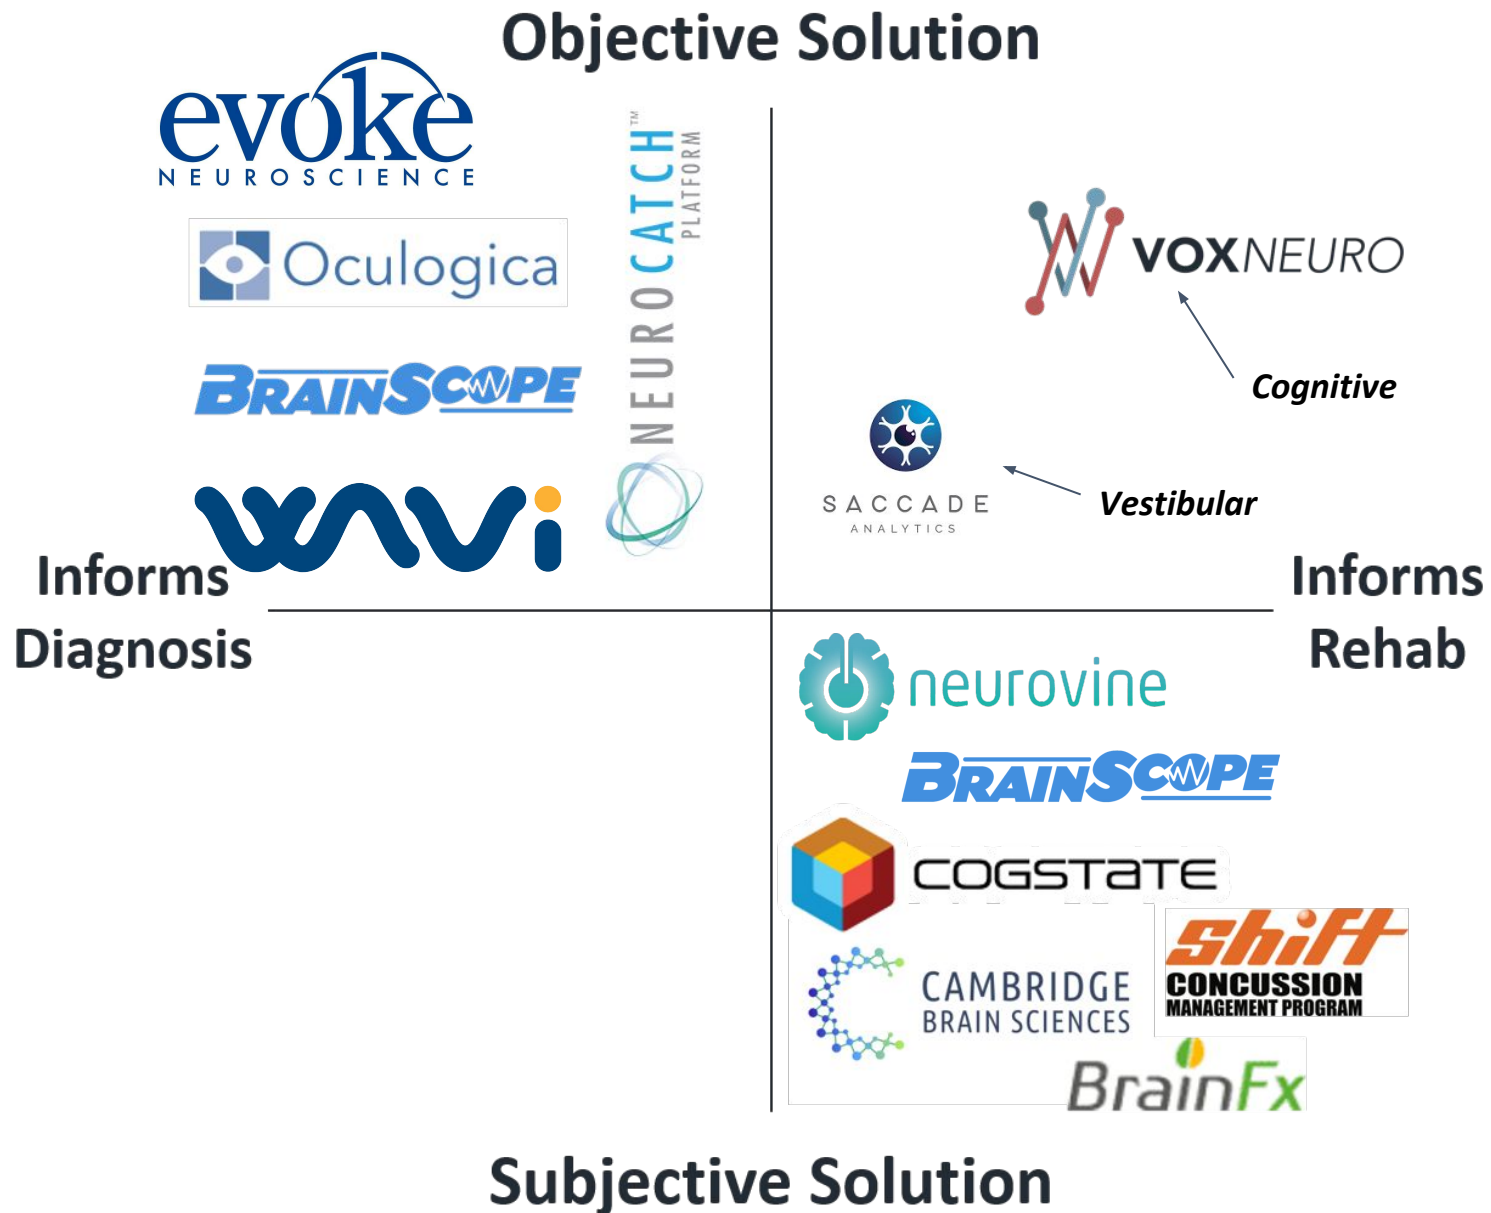 Objective Solution
evoke
NEUROSCIENCE
Oculogica
BRAINSCOPE
WAVi
NEUROCATCH™
PLATFORM
VOXNEURO
Cognitive
SACCADE
ANALYTICS
Vestibular
Informs
Diagnosis
Informs
Rehab
neurovine
BRAINSCOPE
COGSTATE
CAMBRIDGE
BRAIN SCIENCES
Shift
CONCUSSION
MANAGEMENT PROGRAM
BrainFx
Subjective Solution